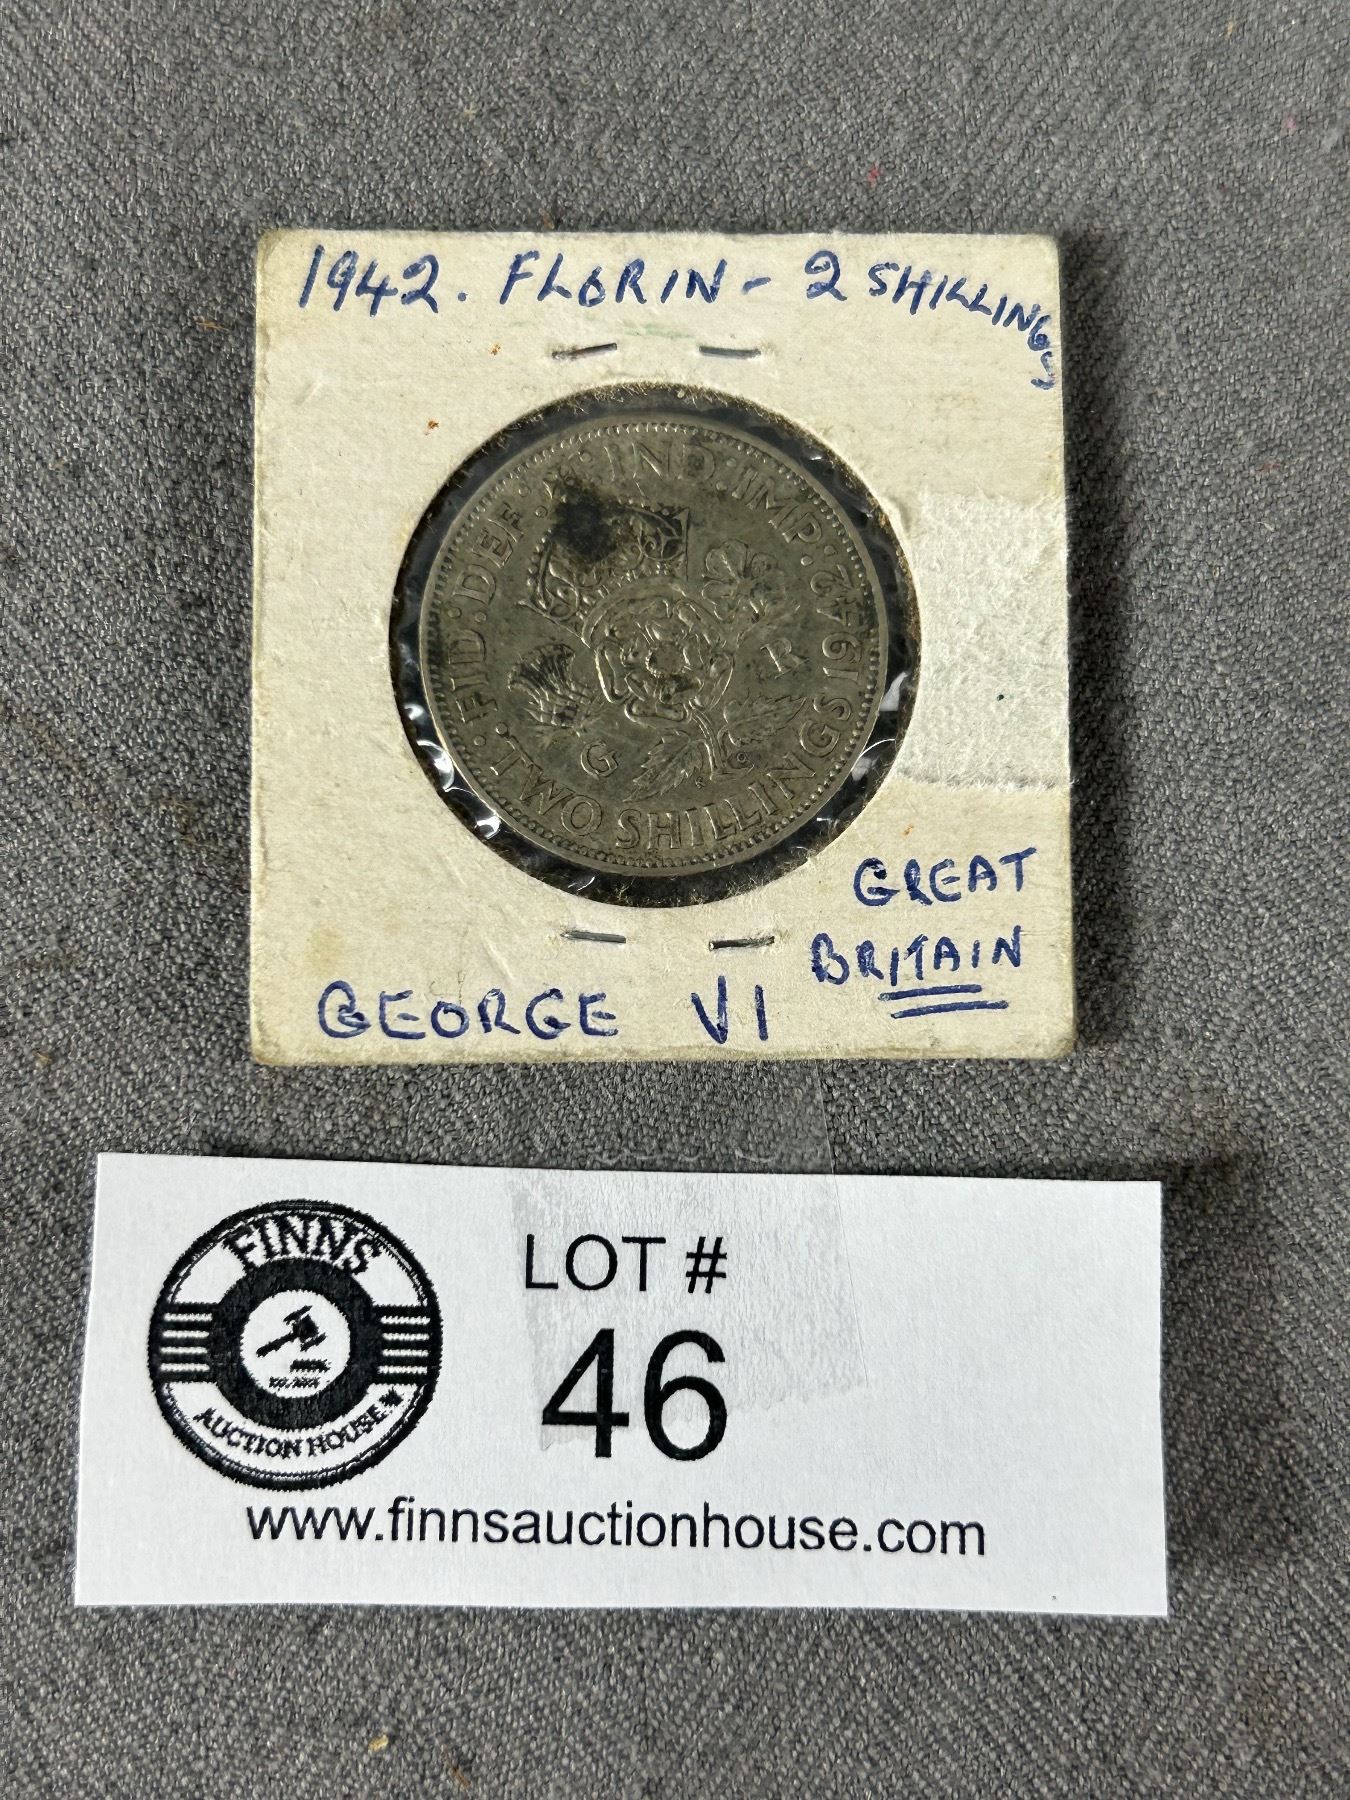 1942. FLORIN - 2 SHILLINGS
· FID · DEF · IND : IMP : 1942
G R
· TWO SHILLINGS
GREAT
BRITAIN
GEORGE VI
FINNS
AUCTION HOUSE
LOT #
46
www.finnsauctionhouse.com